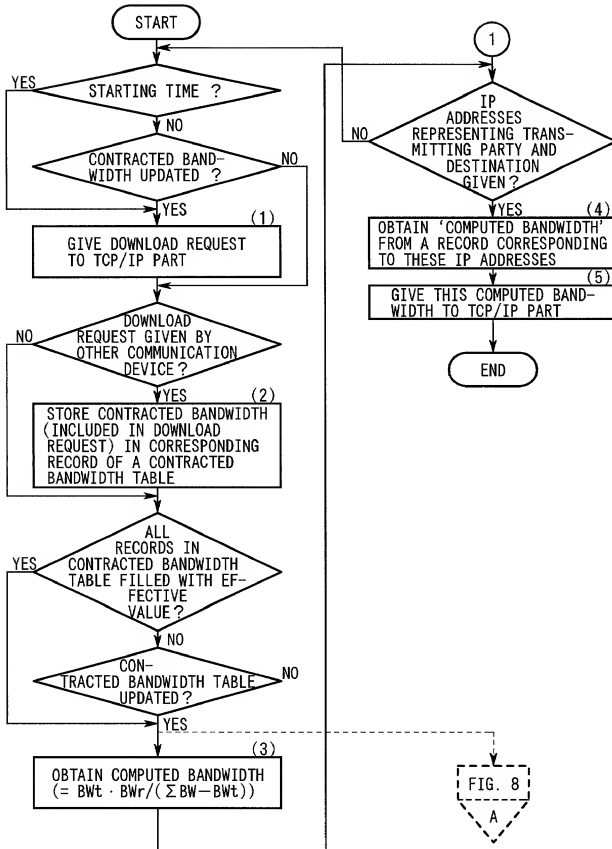 START
STARTING TIME ?
YES
NO
CONTRACTED BAND-
WIDTH UPDATED ?
NO
YES
(1)
GIVE DOWNLOAD REQUEST
TO TCP/IP PART
DOWNLOAD
REQUEST GIVEN BY
OTHER COMMUNICATION
DEVICE?
NO
YES
(2)
STORE CONTRACTED BANDWIDTH
(INCLUDED IN DOWNLOAD
REQUEST) IN CORRESPONDING
RECORD OF A CONTRACTED
BANDWIDTH TABLE
ALL
RECORDS IN
CONTRACTED BANDWIDTH
TABLE FILLED WITH EF-
FECTIVE
VALUE?
YES
NO
CON-
TRACTED BANDWIDTH TABLE
UPDATED?
NO
YES
(3)
OBTAIN COMPUTED BANDWIDTH
(= BWt · BWr/(ΣBW−BWt))
1
IP
ADDRESSES
REPRESENTING TRANS-
MITTING PARTY AND
DESTINATION
GIVEN?
NO
YES
(4)
OBTAIN 'COMPUTED BANDWIDTH'
FROM A RECORD CORRESPONDING
TO THESE IP ADDRESSES
(5)
GIVE THIS COMPUTED BAND-
WIDTH TO TCP/IP PART
END
FIG. 8
A